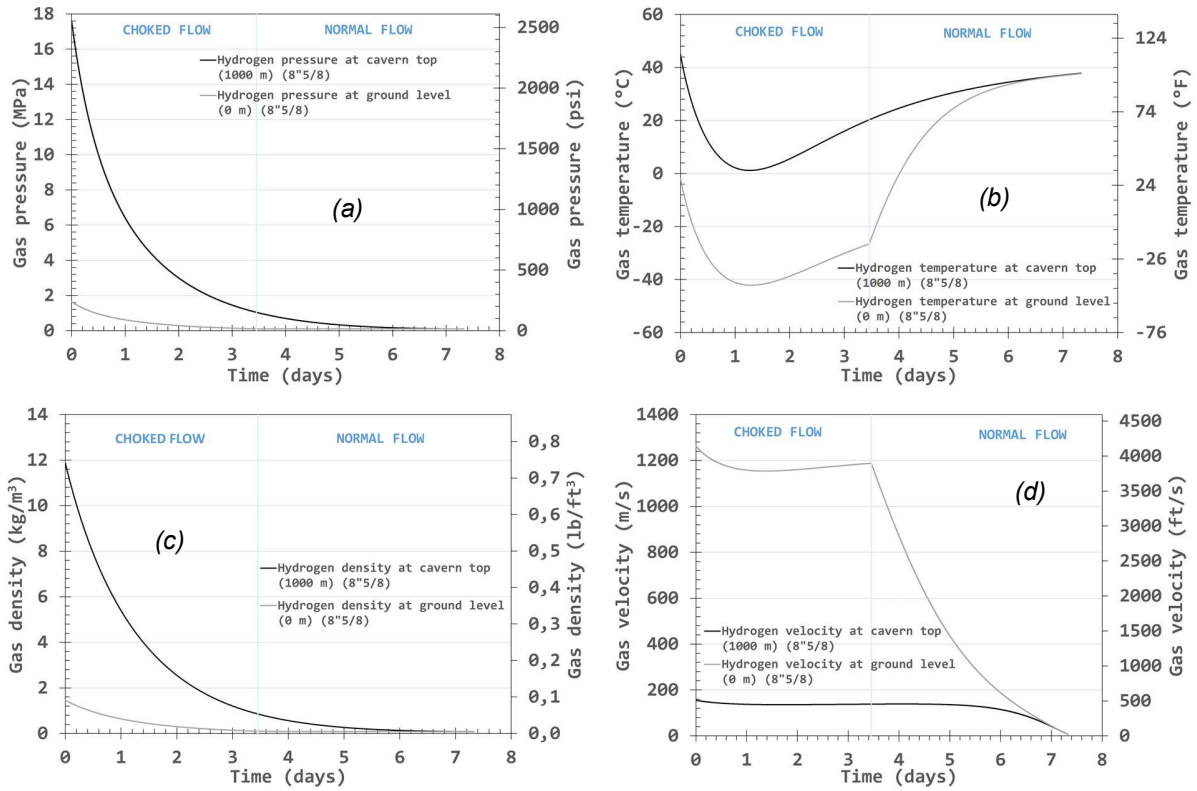 18
16
14
12
10
8
6
4
2
0
Gas pressure (MPa)
CHOKED FLOW
NORMAL FLOW
Hydrogen pressure at cavern top
(1000 m) (8"5/8)
Hydrogen pressure at ground level
(0 m) (8"5/8)
(a)
2500
2000
1500
1000
500
0
Gas pressure (psi)
0 1 2 3 4 5 6 7 8
Time (days)
60
40
20
0
-20
-40
-60
Gas temperature (°C)
CHOKED FLOW
NORMAL FLOW
(b)
Hydrogen temperature at cavern top
(1000 m) (8"5/8)
Hydrogen temperature at ground level
(0 m) (8"5/8)
124
74
24
-26
-76
Gas temperature (°F)
0 1 2 3 4 5 6 7 8
Time (days)
14
12
10
8
6
4
2
0
Gas density (kg/m³)
CHOKED FLOW
NORMAL FLOW
(c)
Hydrogen density at cavern top
(1000 m) (8"5/8)
Hydrogen density at ground level
(0 m) (8"5/8)
0,8
0,7
0,6
0,5
0,4
0,3
0,2
0,1
0,0
Gas density (lb/ft³)
0 1 2 3 4 5 6 7 8
Time (days)
1400
1200
1000
800
600
400
200
0
Gas velocity (m/s)
CHOKED FLOW
NORMAL FLOW
(d)
Hydrogen velocity at cavern top
(1000 m) (8"5/8)
Hydrogen velocity at ground level
(0 m) (8"5/8)
4500
4000
3500
3000
2500
2000
1500
1000
500
0
Gas velocity (ft/s)
0 1 2 3 4 5 6 7 8
Time (days)